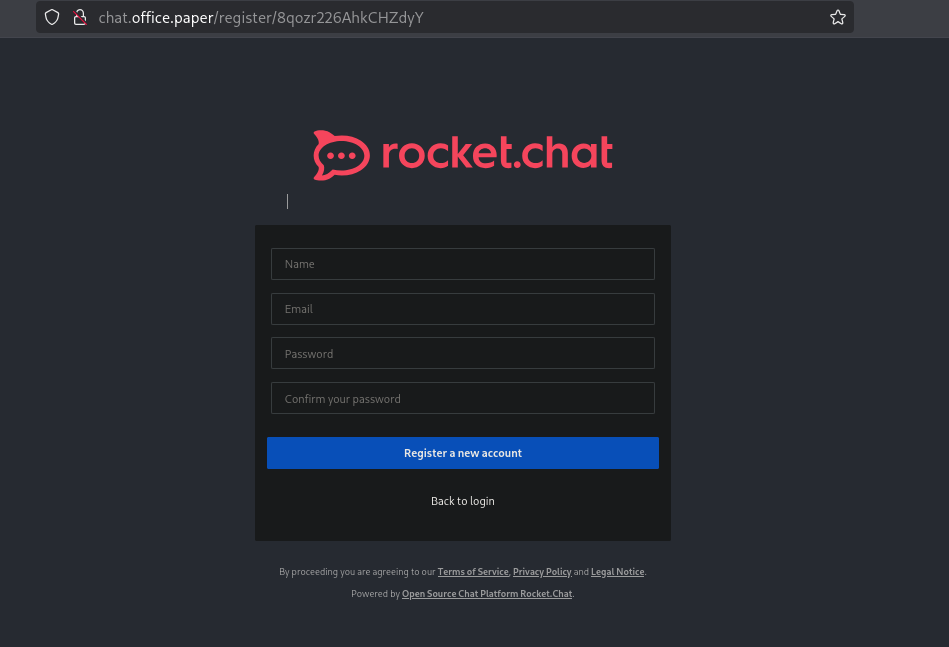 chat.office.paper/register/8qozr226AhkCHZdyY
rocket.chat
Name
Email
Password
Confirm your password
Register a new account
Back to login
By proceeding you are agreeing to our Terms of Service, Privacy Policy and Legal Notice.
Powered by Open Source Chat Platform Rocket.Chat.